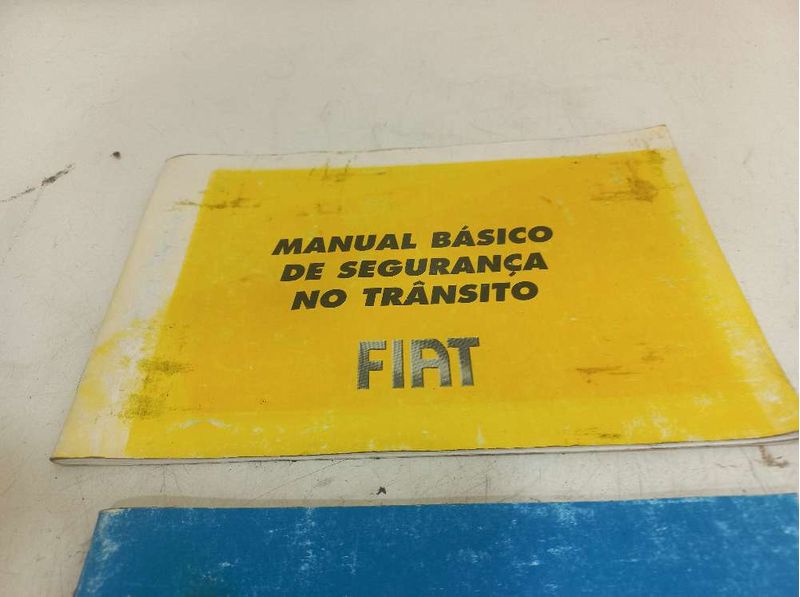 MANUAL BÁSICO
DE SEGURANÇA
NO TRÂNSITO
FIAT